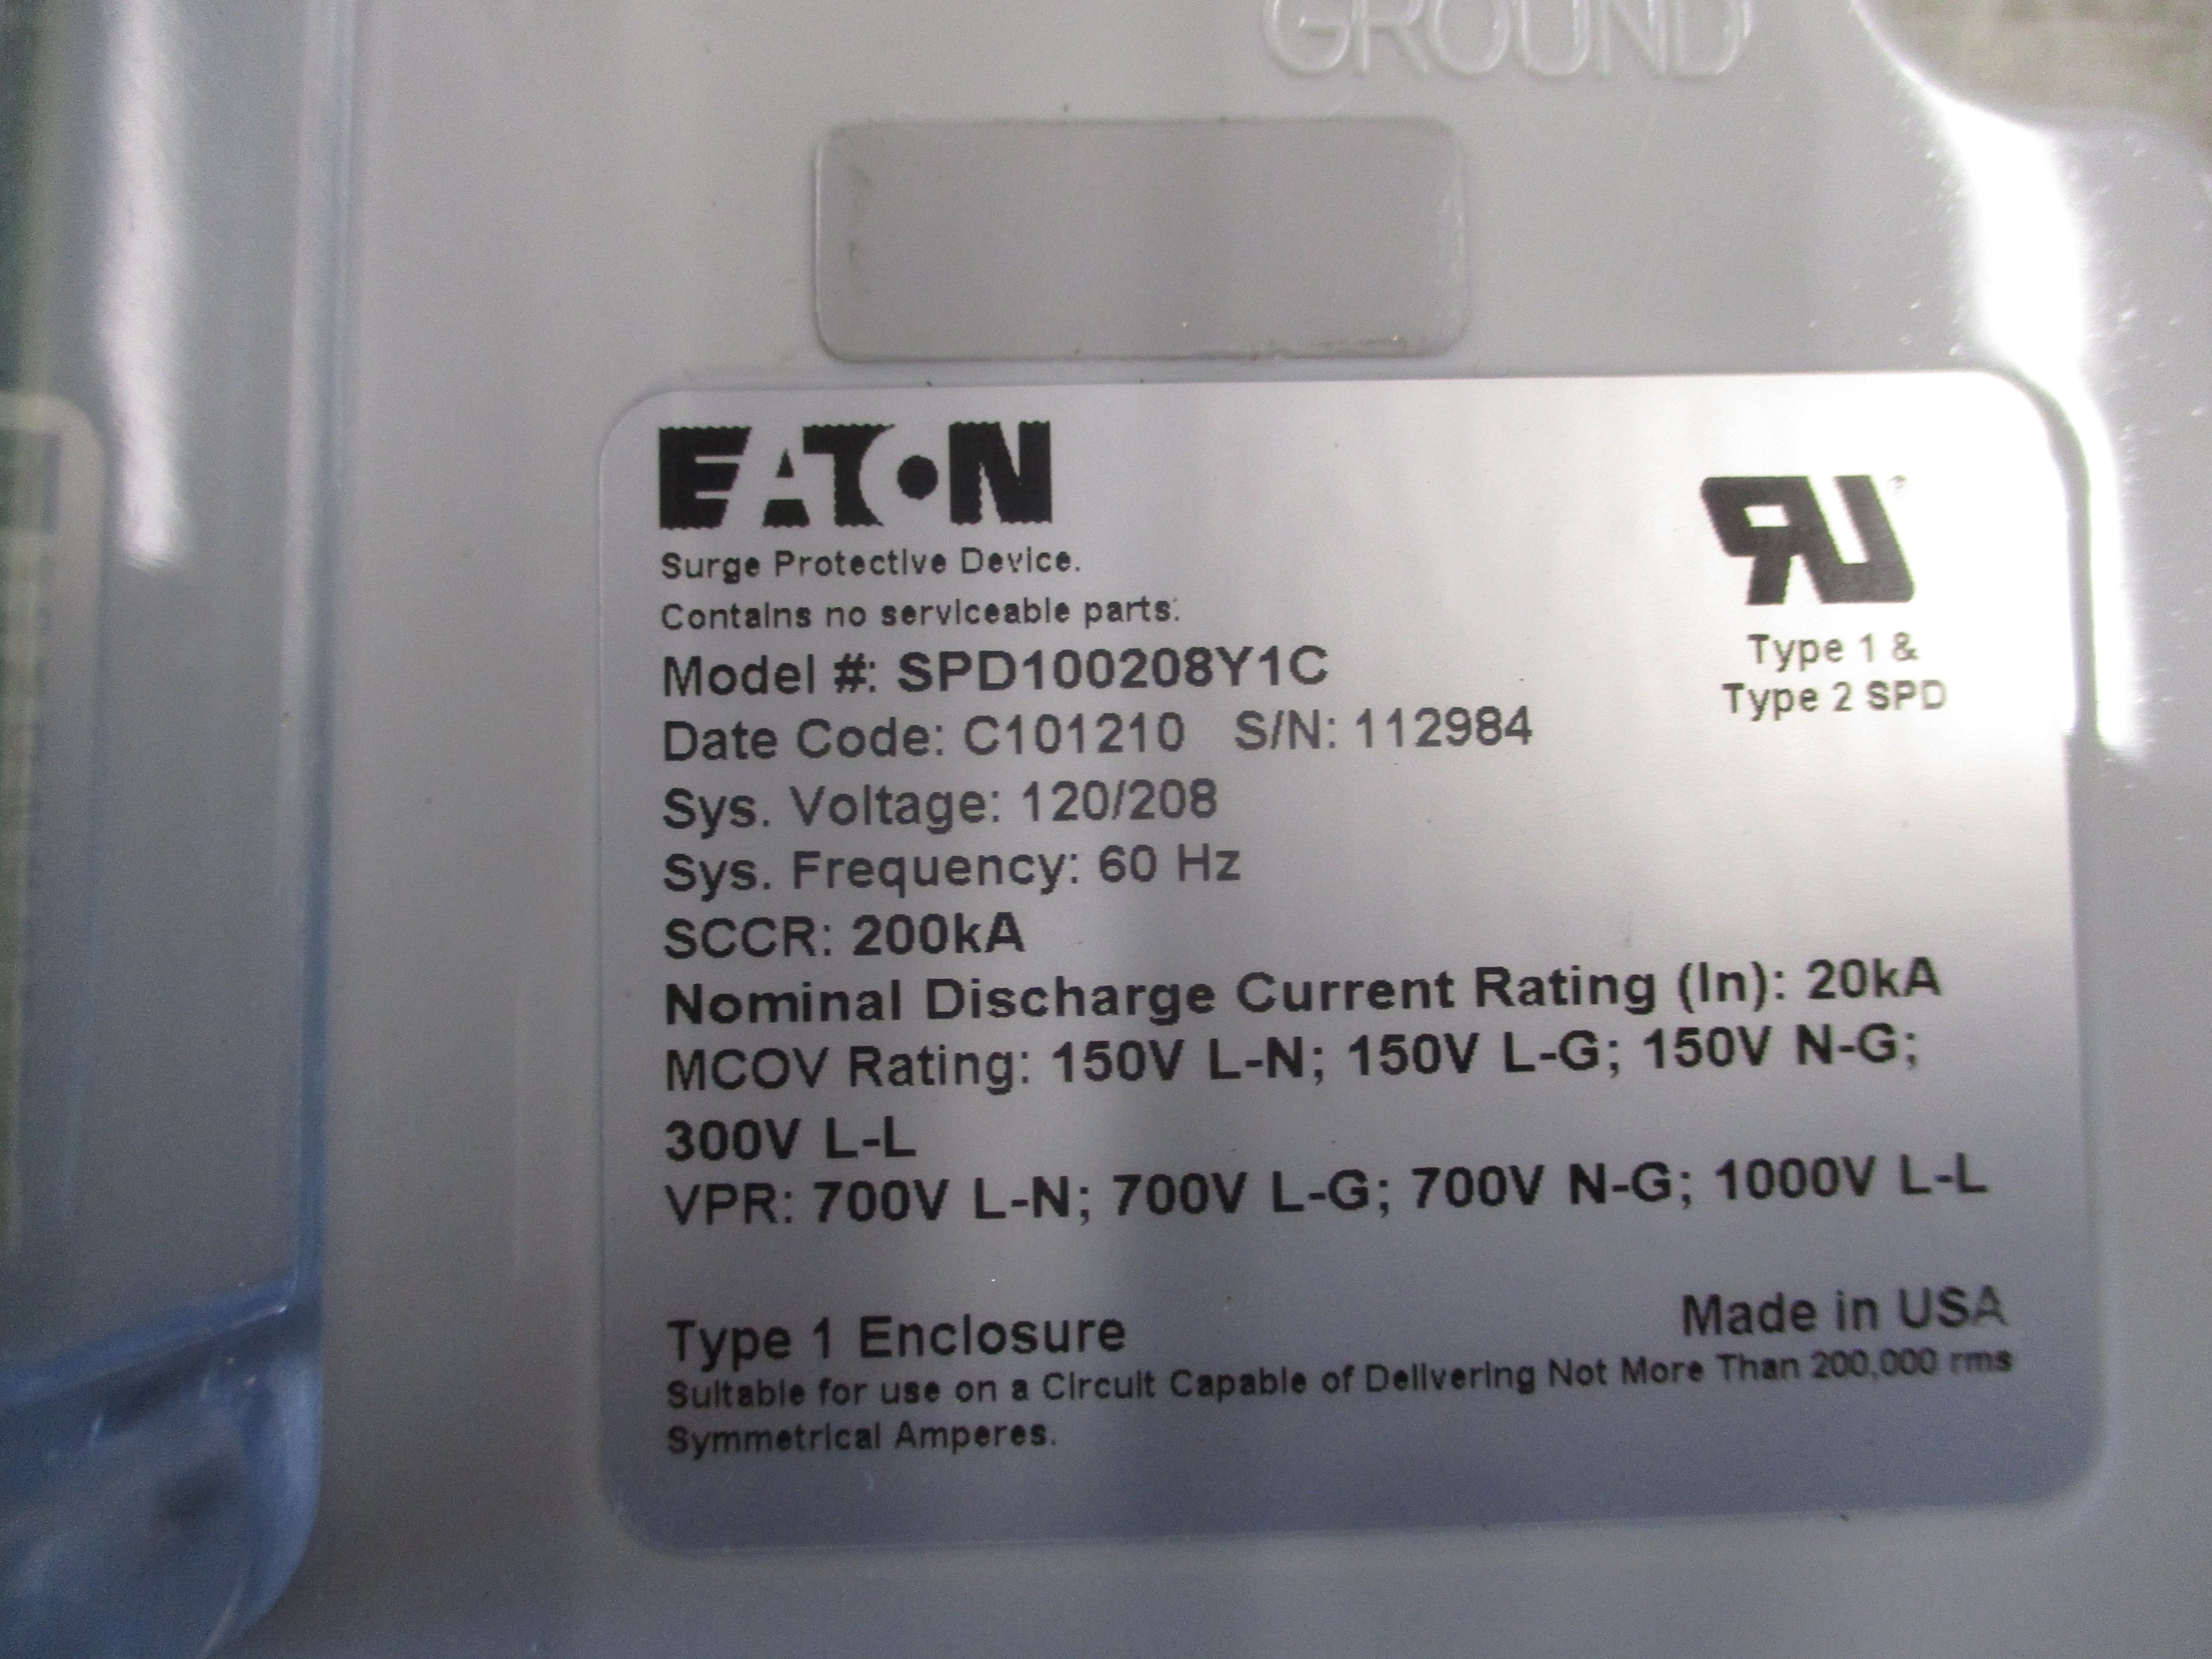 GROUND
EATON
Surge Protective Device.
Contains no serviceable parts.
RU®
Type 1 &
Type 2 SPD
Model #: SPD100208Y1C
Date Code: C101210 S/N: 112984
Sys. Voltage: 120/208
Sys. Frequency: 60 Hz
SCCR: 200kA
Nominal Discharge Current Rating (In): 20kA
MCOV Rating: 150V L-N; 150V L-G; 150V N-G;
300V L-L
VPR: 700V L-N; 700V L-G; 700V N-G; 1000V L-L
Type 1 Enclosure
Made in USA
Suitable for use on a Circuit Capable of Delivering Not More Than 200,000 rms
Symmetrical Amperes.